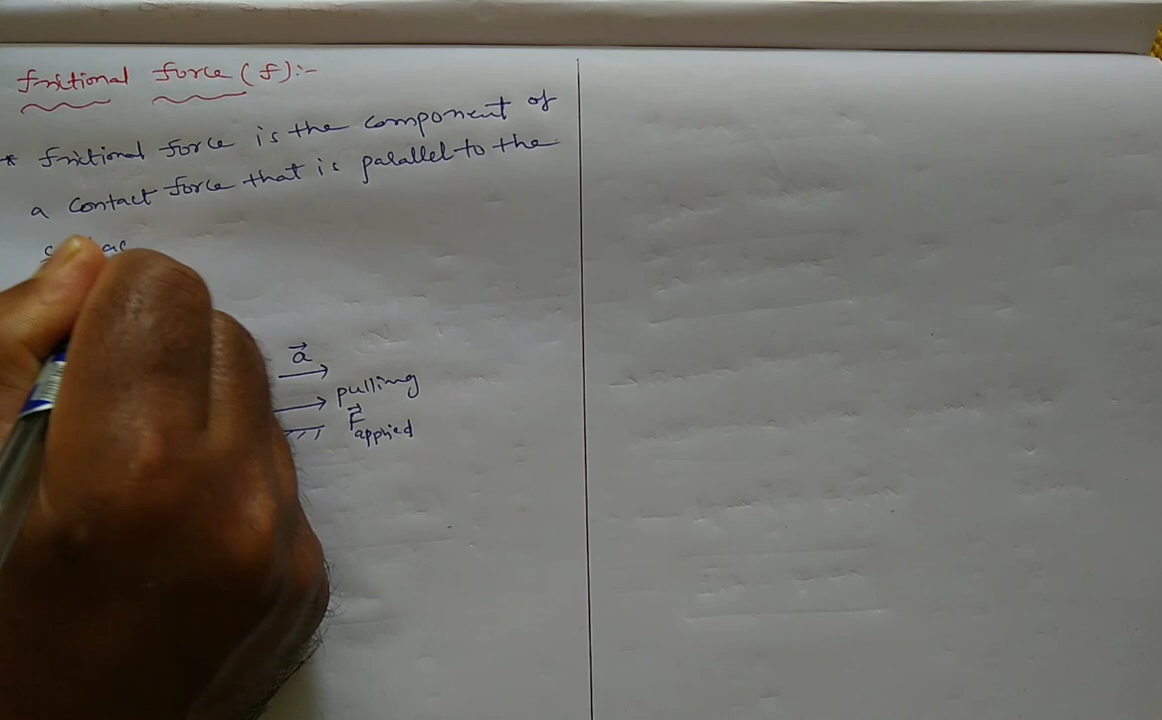 frictional force (f):-
* frictional force is the component of
a contact force that is parallel to the
a⃗
pulling
F⃗ applied